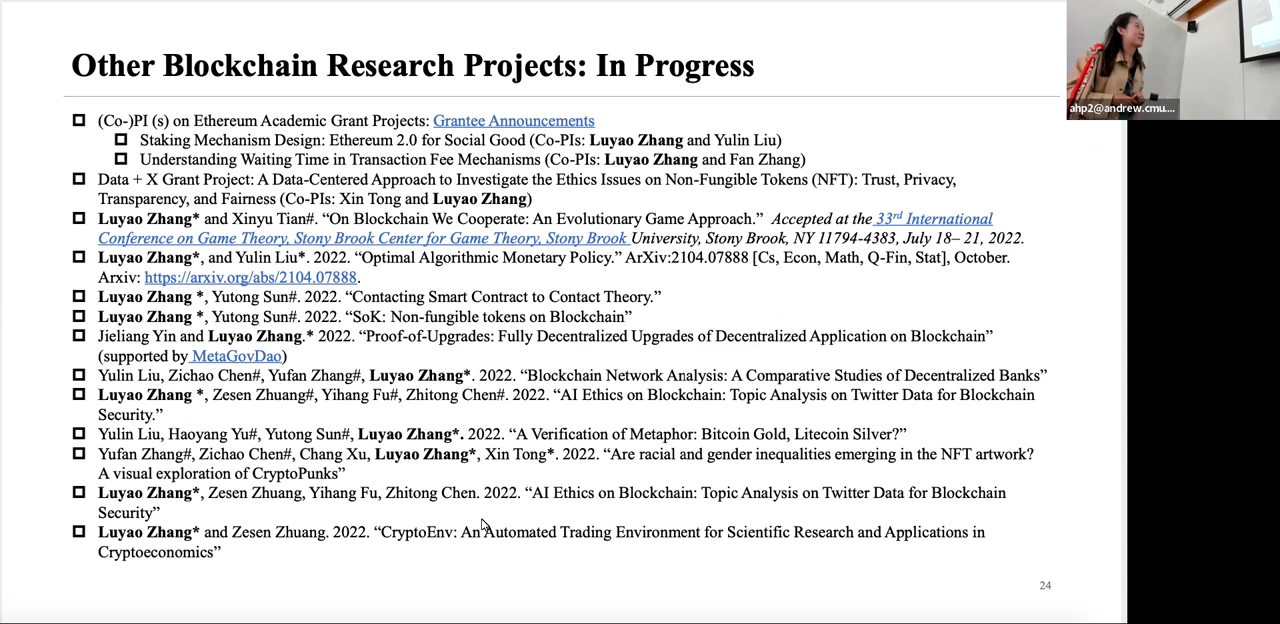 Other Blockchain Research Projects: In Progress
(Co-)PI (s) on Ethereum Academic Grant Projects: Grantee Announcements
Staking Mechanism Design: Ethereum 2.0 for Social Good (Co-PIs: Luyao Zhang and Yulin Liu)
Understanding Waiting Time in Transaction Fee Mechanisms (Co-PIs: Luyao Zhang and Fan Zhang)
Data + X Grant Project: A Data-Centered Approach to Investigate the Ethics Issues on Non-Fungible Tokens (NFT): Trust, Privacy,
Transparency, and Fairness (Co-PIs: Xin Tong and Luyao Zhang)
Luyao Zhang* and Xinyu Tian#. “On Blockchain We Cooperate: An Evolutionary Game Approach.” Accepted at the 33rd International
Conference on Game Theory, Stony Brook Center for Game Theory, Stony Brook University, Stony Brook, NY 11794-4383, July 18– 21, 2022.
Luyao Zhang*, and Yulin Liu*. 2022. “Optimal Algorithmic Monetary Policy.” ArXiv:2104.07888 [Cs, Econ, Math, Q-Fin, Stat], October.
Arxiv: https://arxiv.org/abs/2104.07888.
Luyao Zhang *, Yutong Sun#. 2022. “Contacting Smart Contract to Contact Theory.”
Luyao Zhang *, Yutong Sun#. 2022. “SoK: Non-fungible tokens on Blockchain”
Jieliang Yin and Luyao Zhang.* 2022. “Proof-of-Upgrades: Fully Decentralized Upgrades of Decentralized Application on Blockchain”
(supported by MetaGovDao)
Yulin Liu, Zichao Chen#, Yufan Zhang#, Luyao Zhang*. 2022. “Blockchain Network Analysis: A Comparative Studies of Decentralized Banks”
Luyao Zhang *, Zesen Zhuang#, Yihang Fu#, Zhitong Chen#. 2022. “AI Ethics on Blockchain: Topic Analysis on Twitter Data for Blockchain
Security.”
Yulin Liu, Haoyang Yu#, Yutong Sun#, Luyao Zhang*. 2022. “A Verification of Metaphor: Bitcoin Gold, Litecoin Silver?”
Yufan Zhang#, Zichao Chen#, Chang Xu, Luyao Zhang*, Xin Tong*. 2022. “Are racial and gender inequalities emerging in the NFT artwork?
A visual exploration of CryptoPunks”
Luyao Zhang*, Zesen Zhuang, Yihang Fu, Zhitong Chen. 2022. “AI Ethics on Blockchain: Topic Analysis on Twitter Data for Blockchain
Security”
Luyao Zhang* and Zesen Zhuang. 2022. “CryptoEnv: An Automated Trading Environment for Scientific Research and Applications in
Cryptoeconomics”
24
ahp2@andrew.cmu....